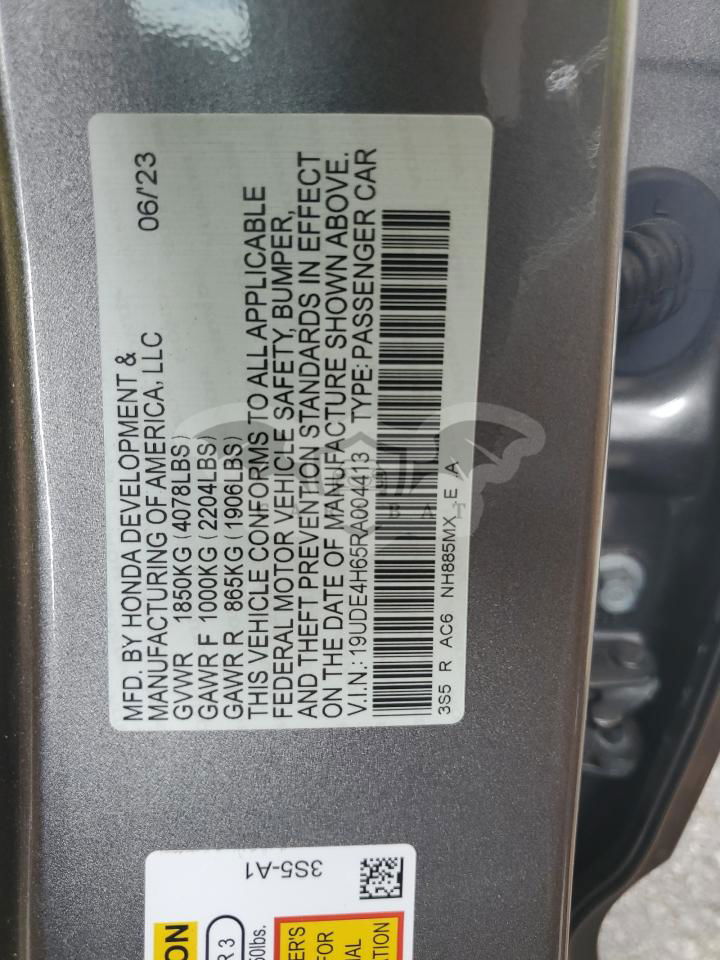 MFD. BY HONDA DEVELOPMENT &
MANUFACTURING OF AMERICA, LLC 06/'23
GVWR 1850KG (4078LBS)
GAWR F 1000KG (2204LBS)
GAWR R 865KG (1906LBS)
THIS VEHICLE CONFORMS TO ALL APPLICABLE
FEDERAL MOTOR VEHICLE SAFETY, BUMPER,
AND THEFT PREVENTION STANDARDS IN EFFECT
ON THE DATE OF MANUFACTURE SHOWN ABOVE.
V.I.N.: 19UDE4H65RA004413 TYPE: PASSENGER CAR
3S5 R AC6 NH885MX - E A
3S5-A1